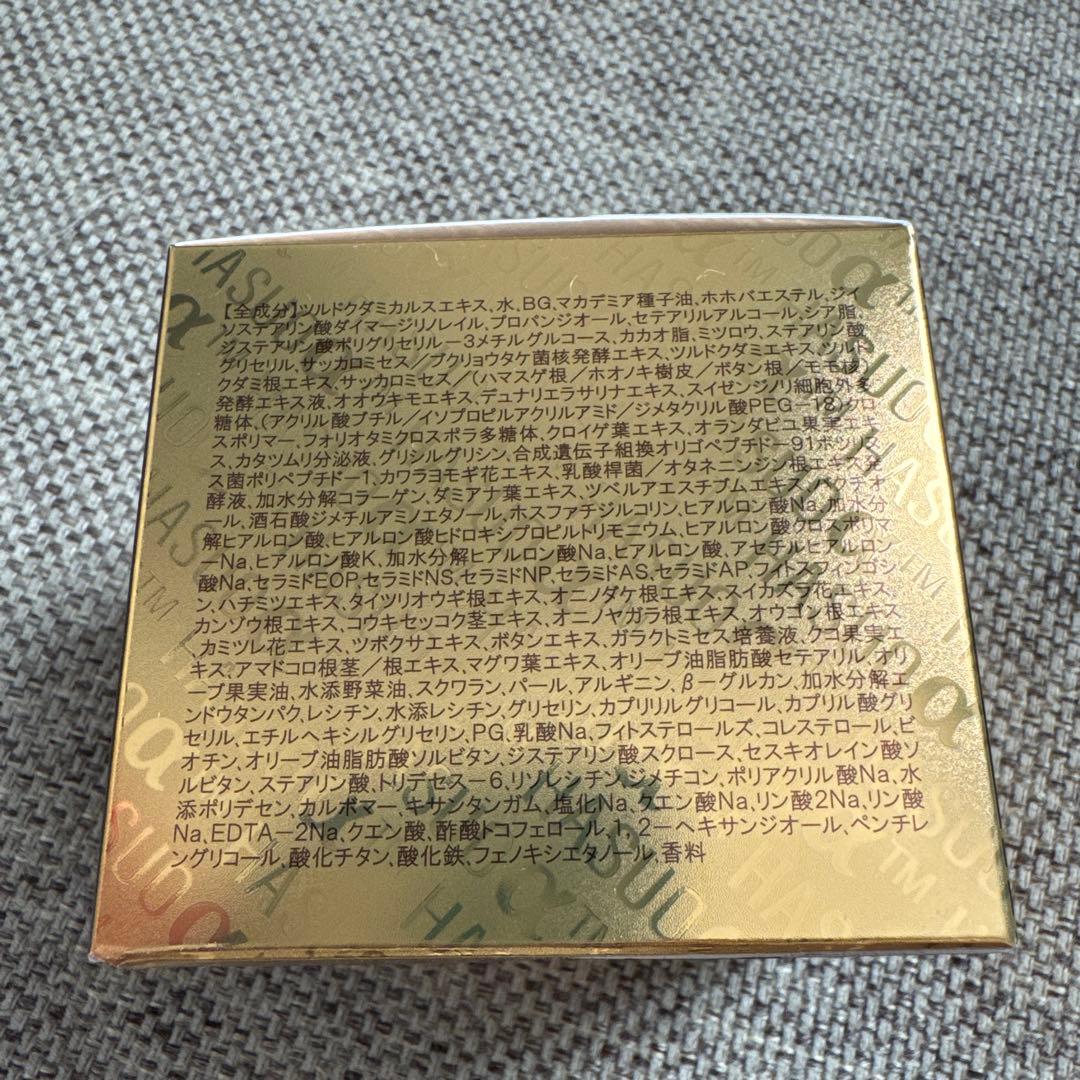 【全成分】ツルドクダミカルスエキス、水、BG、マカデミア種子油、ホホバエステル、ジイ
ソステアリン酸ダイマージリノレイル、プロパンジオール、セテアリルアルコール、シア脂、
ジステアリン酸ポリグリセリル－3メチルグルコース、カカオ脂、ミツロウ、ステアリン酸
グリセリル、サッカロミセス／ブクリョウタケ菌核発酵エキス、ツルドクダミエキス、ツルド
クダミ根エキス、サッカロミセス／（ハマスゲ根／ホオノキ樹皮／ボタン根／モモ種）
発酵エキス液、オオウキモエキス、デュナリエラサリナエキス、スイゼンジノリ細胞外多
糖体、（アクリル酸ブチル／イソプロピルアクリルアミド／ジメタクリル酸PEG－18）クロ
スポリマー、フォリオタミクロスポラ多糖体、クロイゲ葉エキス、オランダビユ果実エキ
ス、カタツムリ分泌液、グリシルグリシン、合成遺伝子組換オリゴペプチド－91ボツリヌ
ス菌ポリペプチド－1、カワラヨモギ花エキス、乳酸桿菌／オタネニンジン根エキス発
酵液、加水分解コラーゲン、ダミアナ葉エキス、ツベルアエスチブムエキス、バクチオ
ール、酒石酸ジメチルアミノエタノール、ホスファチジルコリン、ヒアルロン酸Na、加水分
解ヒアルロン酸、ヒアルロン酸ヒドロキシプロピルトリモニウム、ヒアルロン酸クロスポリマ
ーNa、ヒアルロン酸K、加水分解ヒアルロン酸Na、ヒアルロン酸、アセチルヒアルロン
酸Na、セラミドEOP、セラミドNS、セラミドNP、セラミドAS、セラミドAP、フィトスフィンゴシ
ン、ハチミツエキス、タイツリオウギ根エキス、オニノダケ根エキス、スイカズラ花エキス、
カンゾウ根エキス、コウキセッコク茎エキス、オニノヤガラ根エキス、オウゴン根エキス、
カミツレ花エキス、ツボクサエキス、ボタンエキス、ガラクトミセス培養液、クコ果実エ
キス、アマドコロ根茎／根エキス、マグワ葉エキス、オリーブ油脂肪酸セテアリル、オリ
ーブ果実油、水添野菜油、スクワラン、パール、アルギニン、β－グルカン、加水分解エ
ンドウタンパク、レシチン、水添レシチン、グリセリン、カプリリルグリコール、カプリル酸グリ
セリル、エチルヘキシルグリセリン、PG、乳酸Na、フィトステロールズ、コレステロール、ビ
オチン、オリーブ油脂肪酸ソルビタン、ジステアリン酸スクロース、セスキオレイン酸ソ
ルビタン、ステアリン酸、トリデセス－6、リゾレシチンジメチコン、ポリアクリル酸Na、水
添ポリデセン、カルボマー、キサンタンガム、塩化Na、クエン酸Na、リン酸2Na、リン酸
Na、EDTA－2Na、クエン酸、酢酸トコフェロール、1，2－ヘキサンジオール、ペンチレ
ングリコール、酸化チタン、酸化鉄、フェノキシエタノール、香料